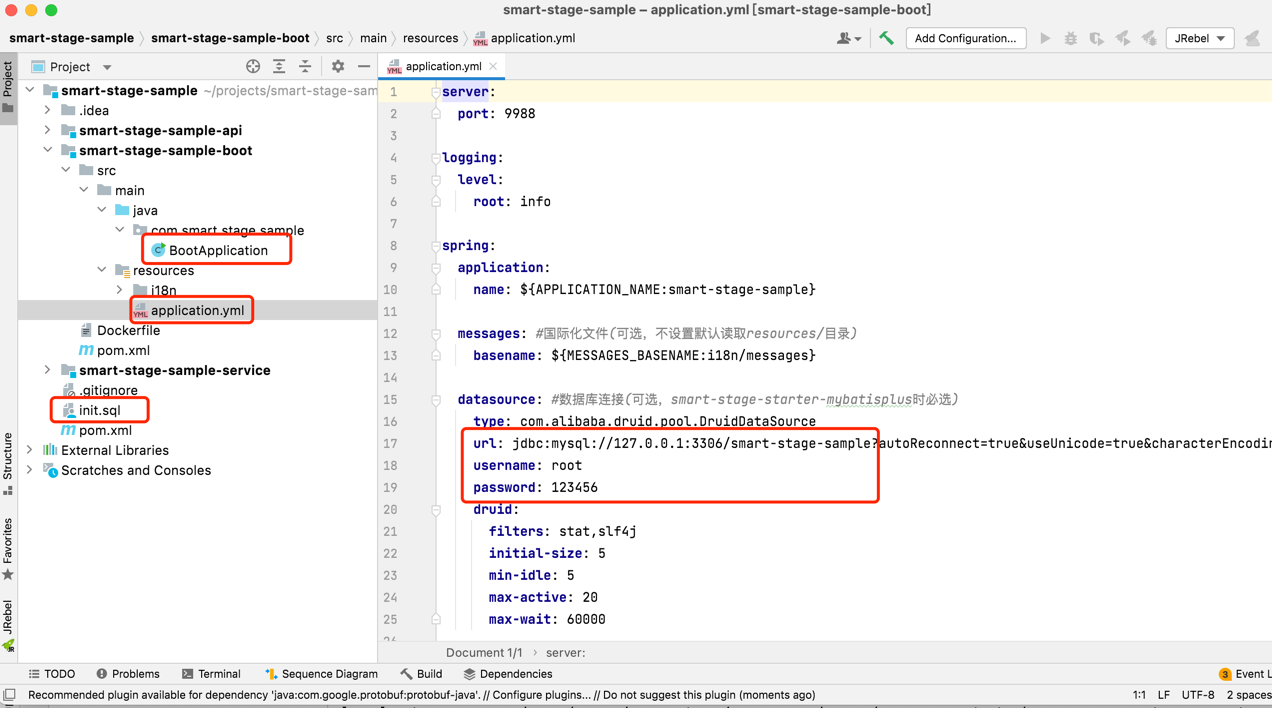 smart-stage-sample – application.yml [smart-stage-sample-boot]
smart-stage-sample › smart-stage-sample-boot › src › main › resources › application.yml
Add Configuration...
JRebel
Project
Project
application.yml
smart-stage-sample ~/projects/smart-stage-sam
.idea
smart-stage-sample-api
smart-stage-sample-boot
src
main
java
com.smart.stage.sample
BootApplication
resources
i18n
application.yml
Dockerfile
pom.xml
smart-stage-sample-service
.gitignore
init.sql
pom.xml
External Libraries
Scratches and Consoles
Structure
Favorites
JRebel
1 server:
2 port: 9988
3
4 logging:
5 level:
6 root: info
7
8 spring:
9 application:
10 name: ${APPLICATION_NAME:smart-stage-sample}
11
12 messages: #国际化文件(可选，不设置默认读取resources/目录)
13 basename: ${MESSAGES_BASENAME:i18n/messages}
14
15 datasource: #数据库连接(可选，smart-stage-starter-mybatisplus时必选)
16 type: com.alibaba.druid.pool.DruidDataSource
17 url: jdbc:mysql://127.0.0.1:3306/smart-stage-sample?autoReconnect=true&useUnicode=true&characterEncodin
18 username: root
19 password: 123456
20 druid:
21 filters: stat,slf4j
22 initial-size: 5
23 min-idle: 5
24 max-active: 20
25 max-wait: 60000
26
Document 1/1 › server:
TODO
Problems
Terminal
Sequence Diagram
Build
Dependencies
3 Event L
Recommended plugin available for dependency 'java:com.google.protobuf:protobuf-java'. // Configure plugins... // Do not suggest this plugin (moments ago)
1:1 LF UTF-8 2 spaces